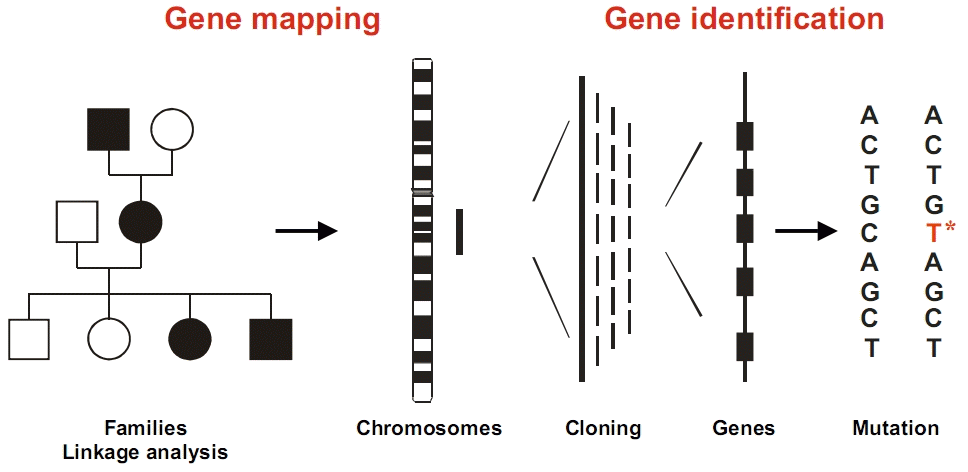 Gene mapping
Gene identification
A A
C C
T T
G G
C T*
A A
G G
C C
T T
Families
Linkage analysis
Chromosomes
Cloning
Genes
Mutation